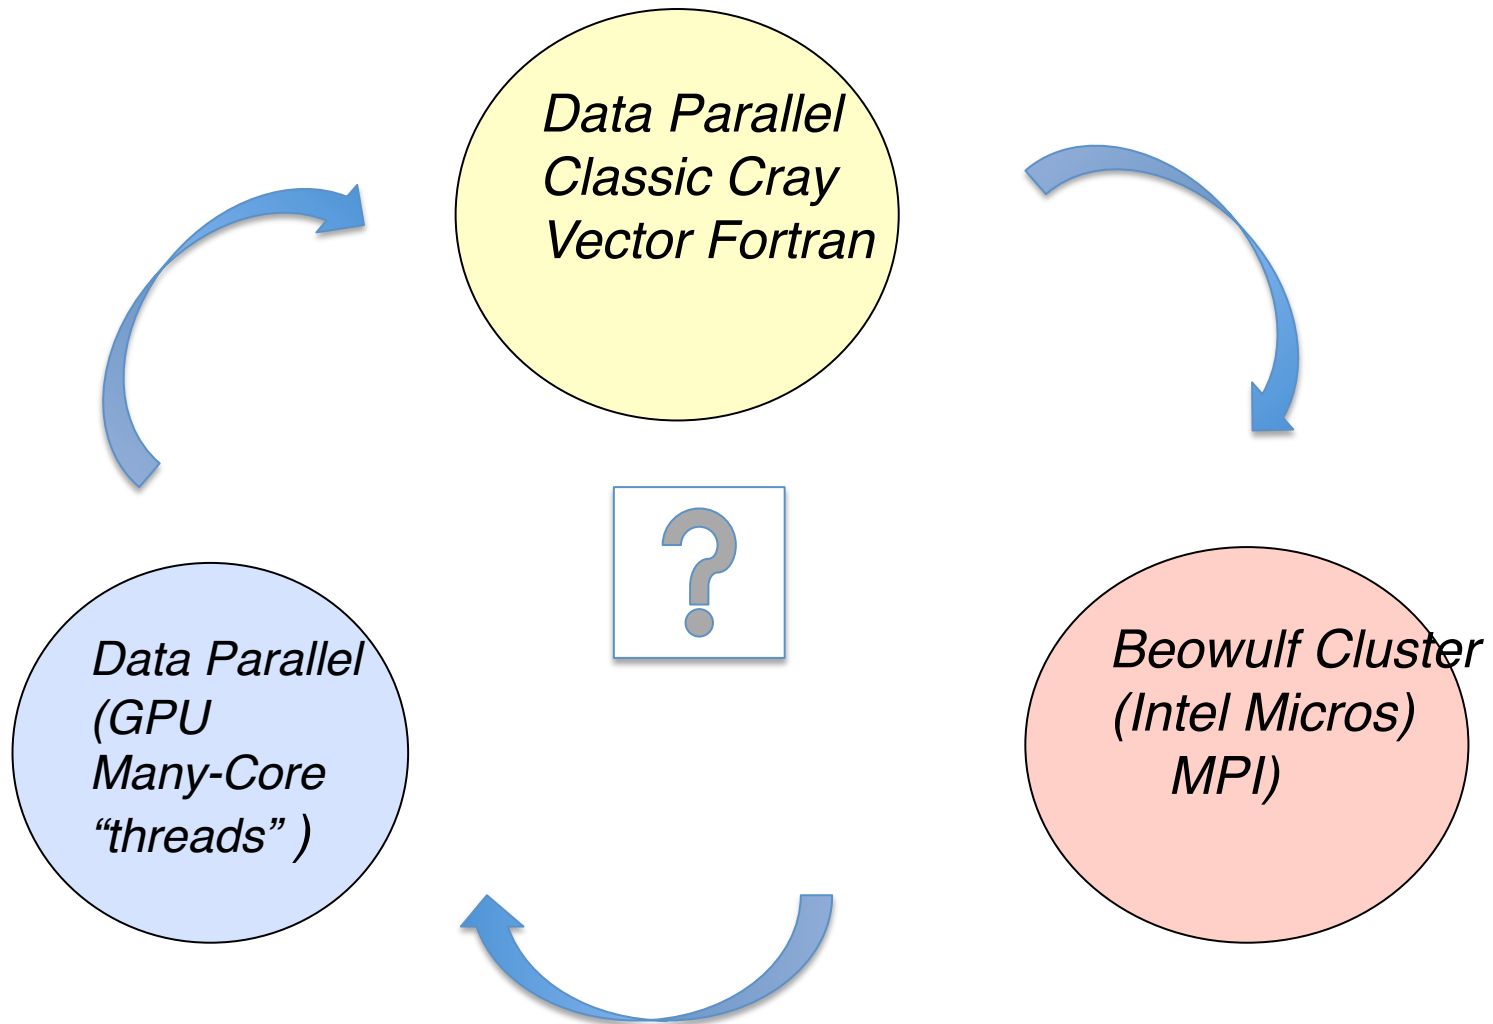 Data Parallel
Classic Cray
Vector Fortran
?
Data Parallel
(GPU
Many-Core
“threads” )
Beowulf Cluster
(Intel Micros)
MPI)